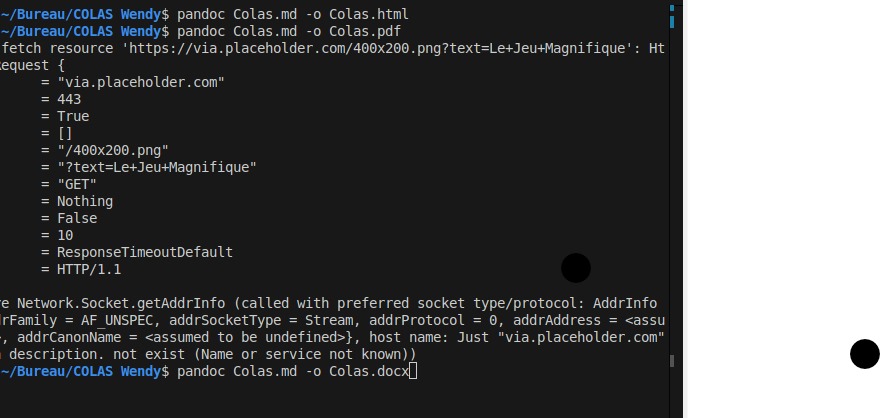 ~/Bureau/COLAS Wendy$ pandoc Colas.md -o Colas.html
~/Bureau/COLAS Wendy$ pandoc Colas.md -o Colas.pdf
fetch resource 'https://via.placeholder.com/400x200.png?text=Le+Jeu+Magnifique': Ht
equest {
= "via.placeholder.com"
= 443
= True
= []
= "/400x200.png"
= "?text=Le+Jeu+Magnifique"
= "GET"
= Nothing
= False
= 10
= ResponseTimeoutDefault
= HTTP/1.1
e Network.Socket.getAddrInfo (called with preferred socket type/protocol: AddrInfo
rFamily = AF_UNSPEC, addrSocketType = Stream, addrProtocol = 0, addrAddress = <assu
>, addrCanonName = <assumed to be undefined>}, host name: Just "via.placeholder.com"
description. not exist (Name or service not known))
~/Bureau/COLAS Wendy$ pandoc Colas.md -o Colas.docx